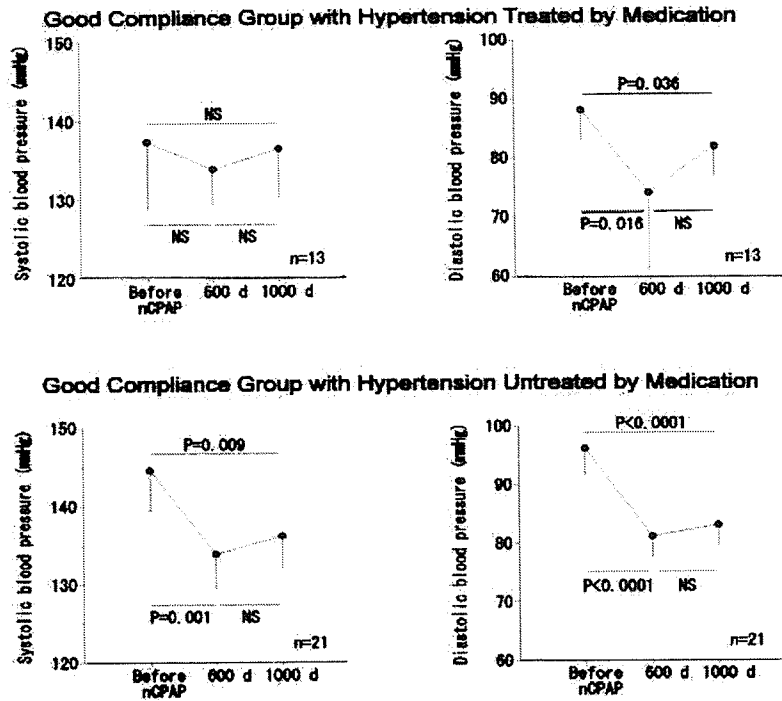 Good Compliance Group with Hypertension Treated by Medication
Systolic blood pressure (mmHg)
150
140
130
120
NS
NS NS
n=13
Before nCPAP 600 d 1000 d
Diastolic blood pressure (mmHg)
100
90
80
70
60
P=0.036
P=0.016 NS
n=13
Before nCPAP 600 d 1000 d
Good Compliance Group with Hypertension Untreated by Medication
Systolic blood pressure (mmHg)
150
140
130
120
P=0.009
P=0.001 NS
n=21
Before nCPAP 600 d 1000 d
Diastolic blood pressure (mmHg)
100
90
80
70
60
P<0.0001
P<0.0001 NS
n=21
Before nCPAP 600 d 1000 d